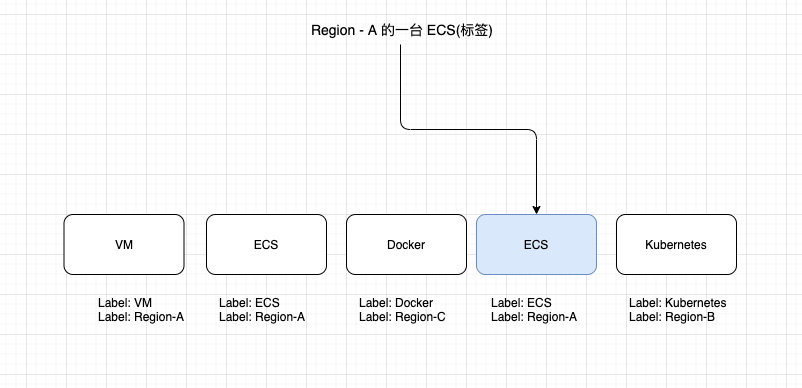 Region - A 的一台 ECS(标签)
VM
ECS
Docker
ECS
Kubernetes
Label: VM
Label: Region-A
Label: ECS
Label: Region-A
Label: Docker
Label: Region-C
Label: ECS
Label: Region-A
Label: Kubernetes
Label: Region-B